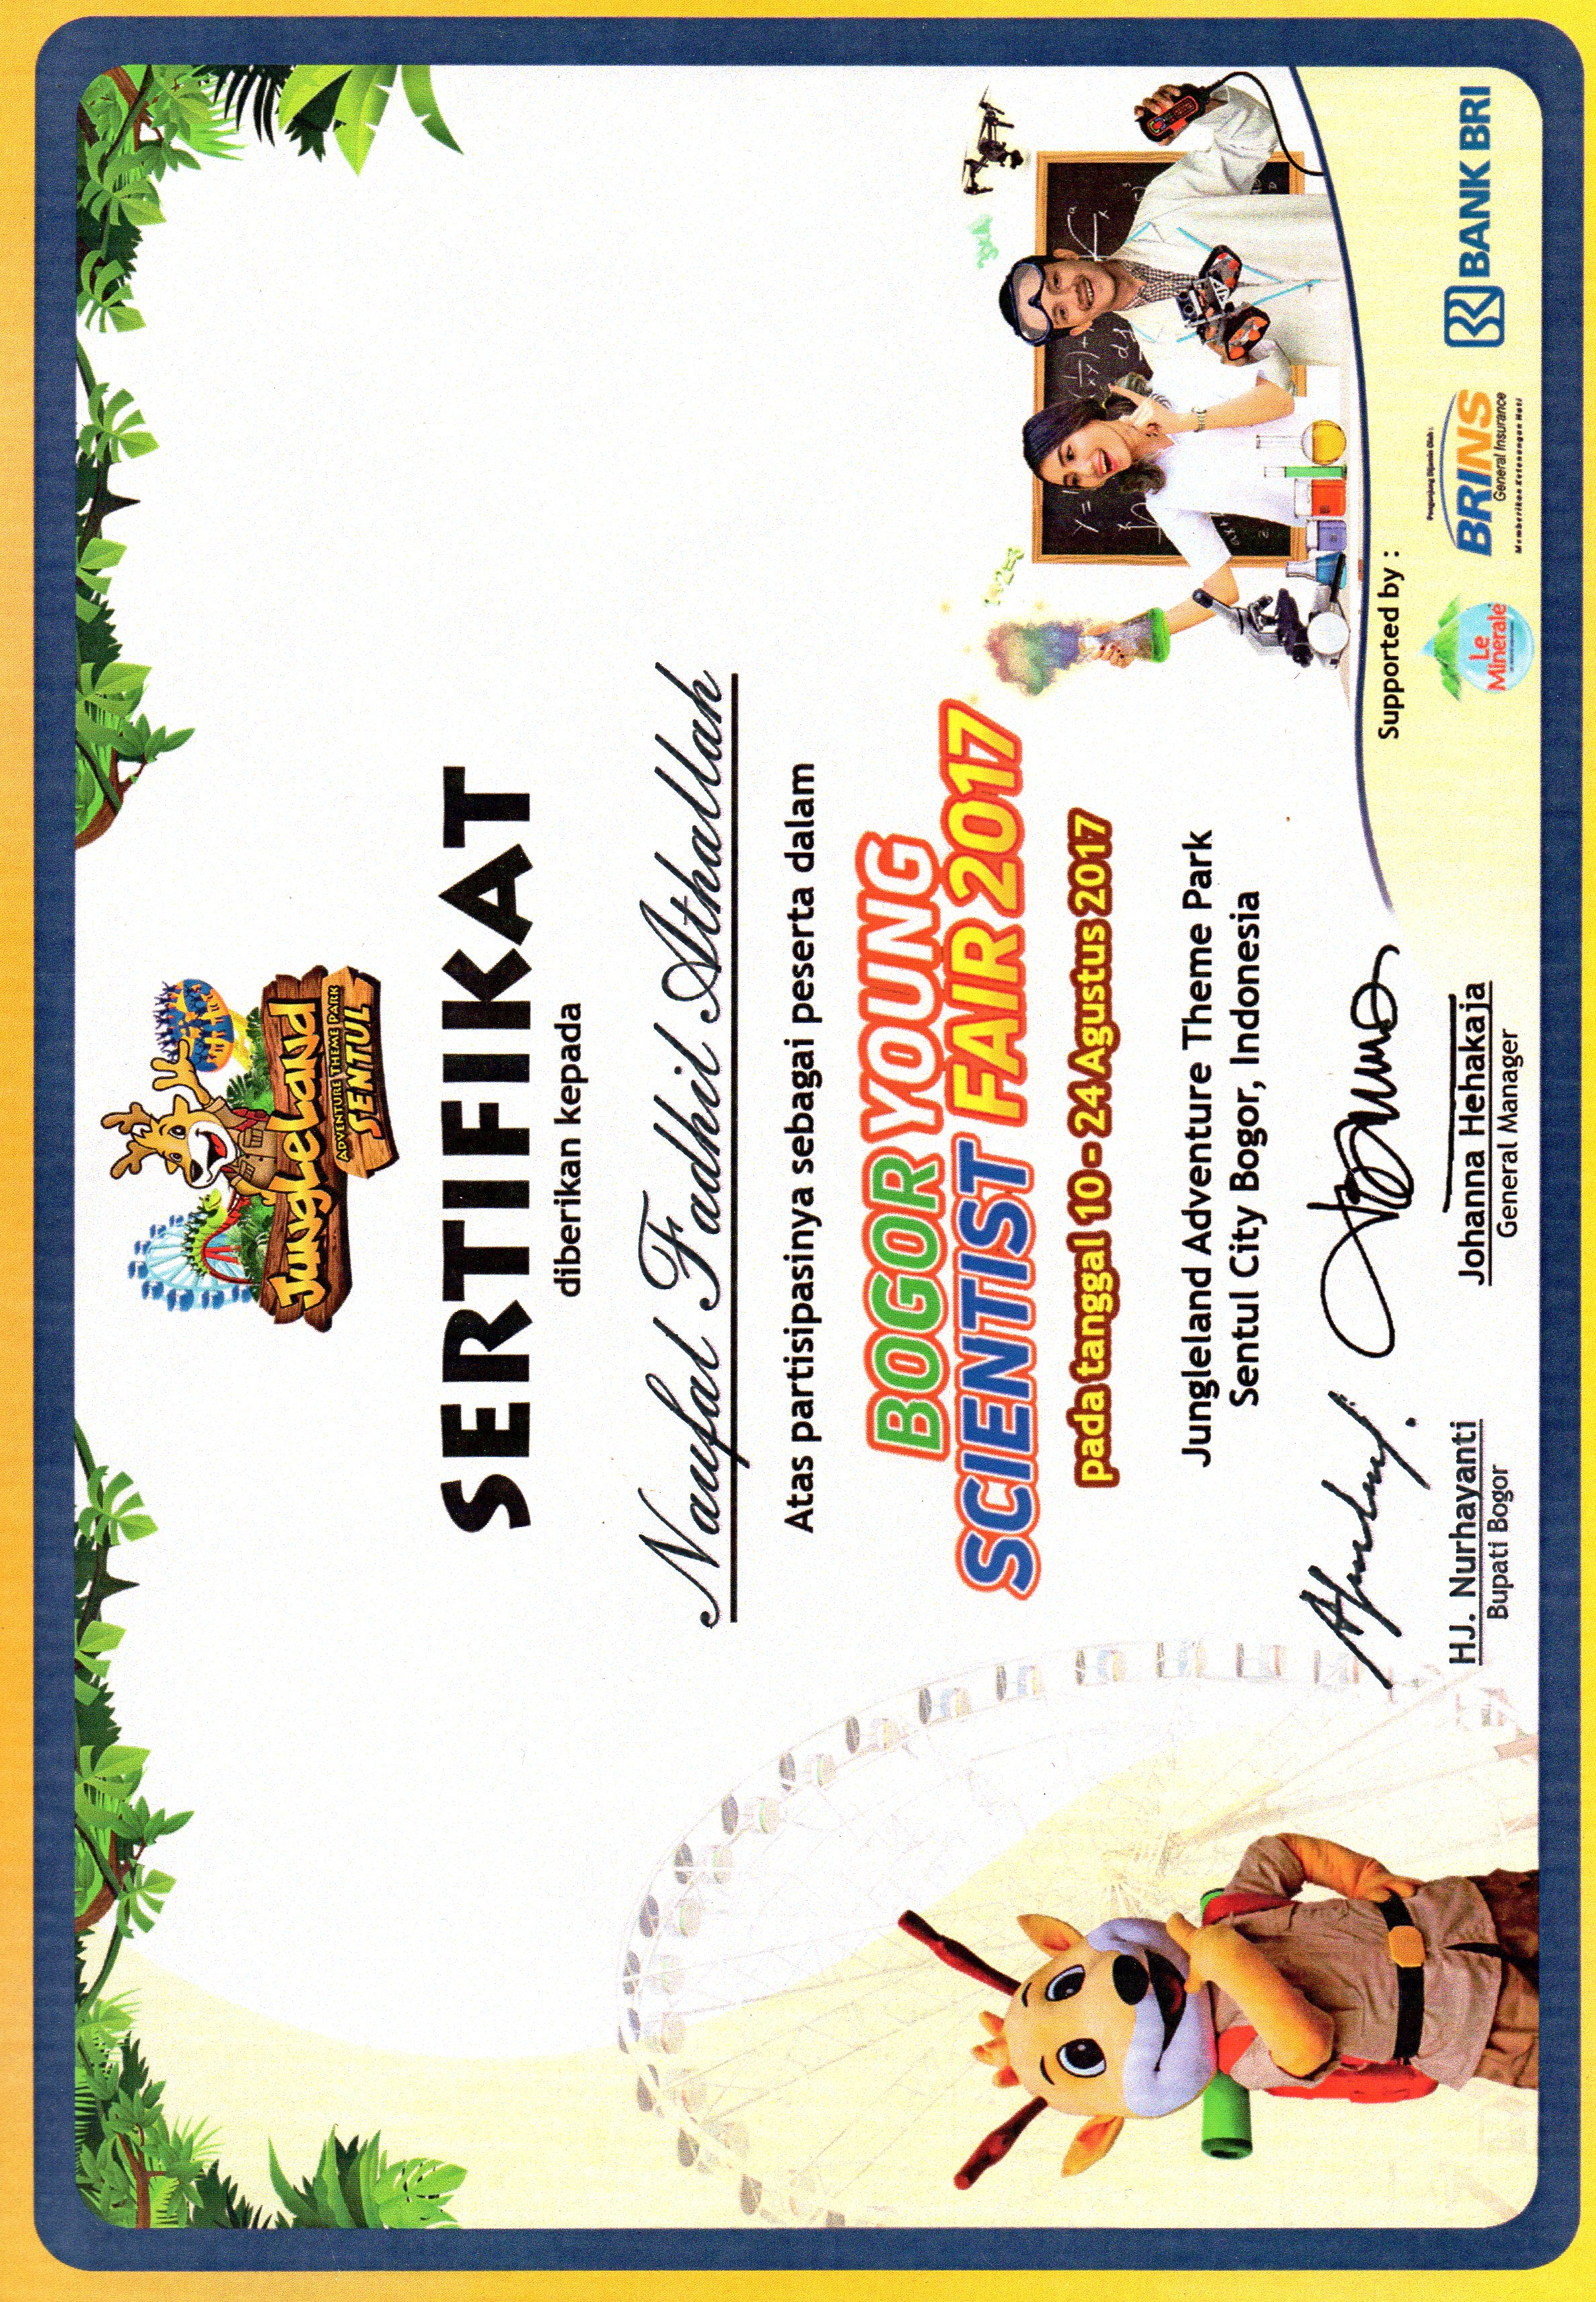 JUNGLELAND
ADVENTURE THEME PARK
SENTUL
SERTIFIKAT
diberikan kepada
Naufal Fadhil Athallah
Atas partisipasinya sebagai peserta dalam
BOGOR YOUNG
SCIENTIST FAIR 2017
pada tanggal 10 - 24 Agustus 2017
Jungleland Adventure Theme Park
Sentul City Bogor, Indonesia
HJ. Nurhayanti
Bupati Bogor
Johanna Hehakaja
General Manager
Supported by :
Le
Minerale
Pengunjung Dijamin Oleh :
BRINS
General Insurance
Memberikan Ketenangan Hati
BANK BRI